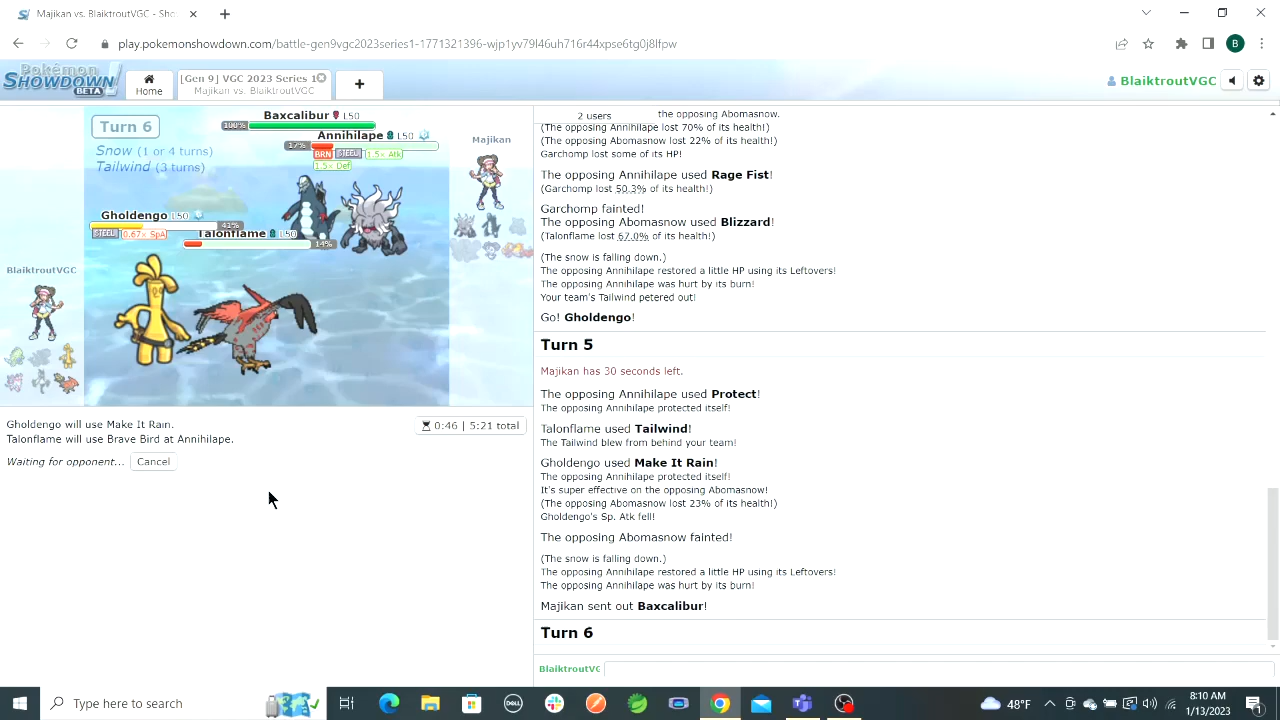 Majikan vs. BlaiktroutVGC - Sho
play.pokemonshowdown.com/battle-gen9vgc2023series1-1771321396-wjp1yv79l46uh716r44xpse6tg0j8lfpw
B
Pokémon
SHOWDOWN
BETA
Home
[Gen 9] VGC 2023 Series 1
Majikan vs. BlaiktroutVGC
+
BlaiktroutVGC
Turn 6
Snow (1 or 4 turns)
Tailwind (3 turns)
Baxcalibur L50
100%
Annihilape L50
17%
BRN STEEL 1.5× Atk
1.5× Def
Gholdengo L50
41%
STEEL 0.67× SpA
Talonflame L50
14%
Majikan
BlaiktroutVGC
Gholdengo will use Make It Rain.
Talonflame will use Brave Bird at Annihilape.
Waiting for opponent... Cancel
0:46 | 5:21 total
2 users
the opposing Abomasnow.
(The opposing Annihilape lost 70% of its health!)
(The opposing Abomasnow lost 22% of its health!)
Garchomp lost some of its HP!
The opposing Annihilape used Rage Fist!
(Garchomp lost 50.3% of its health!)
Garchomp fainted!
The opposing Abomasnow used Blizzard!
(Talonflame lost 67.0% of its health!)
(The snow is falling down.)
The opposing Annihilape restored a little HP using its Leftovers!
The opposing Annihilape was hurt by its burn!
Your team's Tailwind petered out!
Go! Gholdengo!
Turn 5
Majikan has 30 seconds left.
The opposing Annihilape used Protect!
The opposing Annihilape protected itself!
Talonflame used Tailwind!
The Tailwind blew from behind your team!
Gholdengo used Make It Rain!
The opposing Annihilape protected itself!
It's super effective on the opposing Abomasnow!
(The opposing Abomasnow lost 23% of its health!)
Gholdengo's Sp. Atk fell!
The opposing Abomasnow fainted!
(The snow is falling down.)
The opposing Annihilape restored a little HP using its Leftovers!
The opposing Annihilape was hurt by its burn!
Majikan sent out Baxcalibur!
Turn 6
BlaiktroutVG
Type here to search
DELL
48°F
8:10 AM
1/13/2023